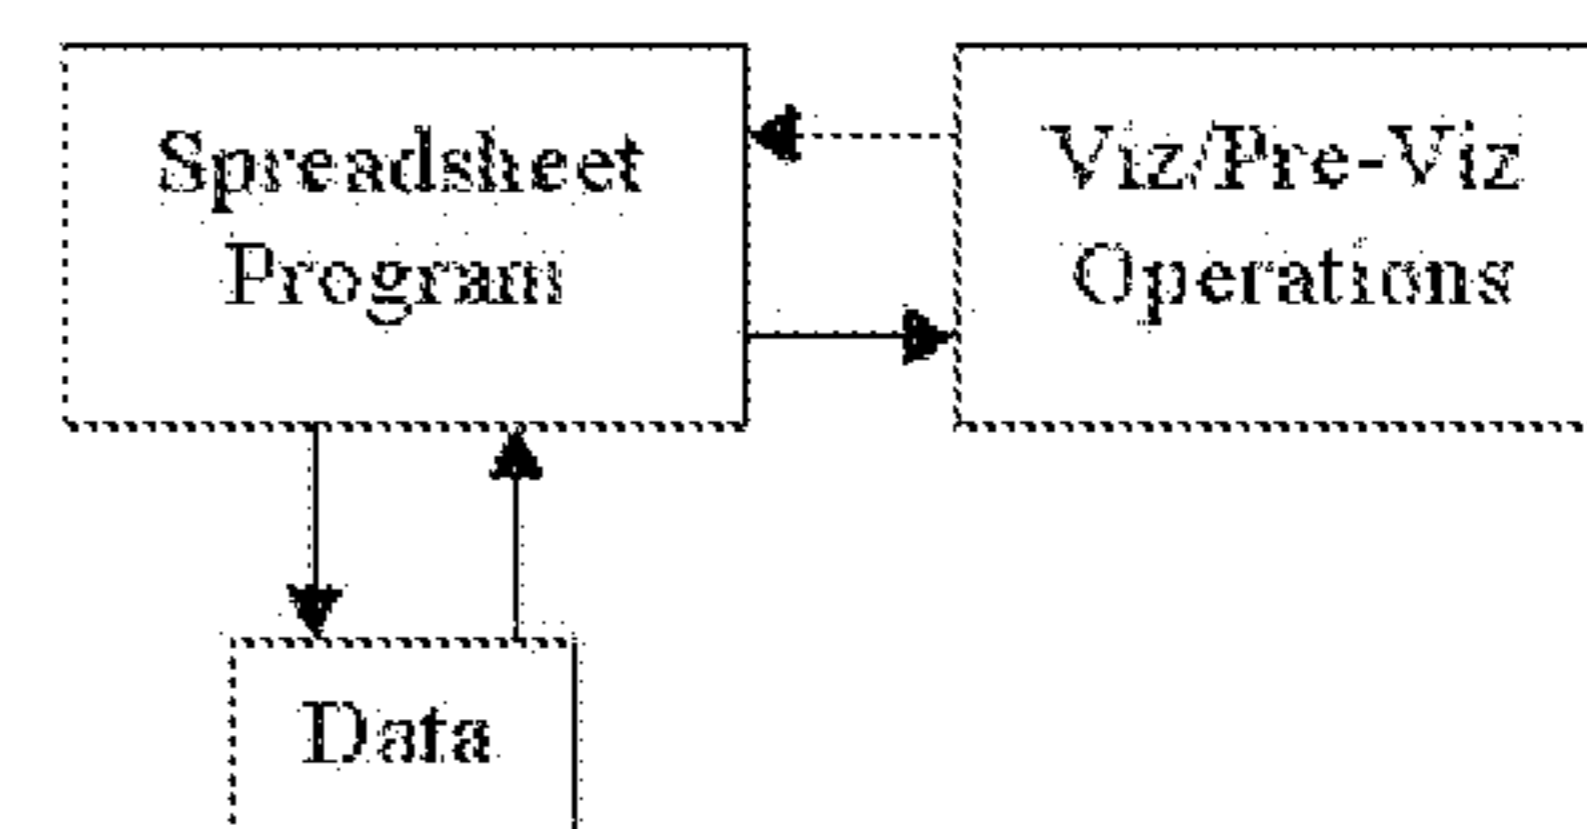 Spreadsheet
Program
Viz/Pre-Viz
Operations
Data